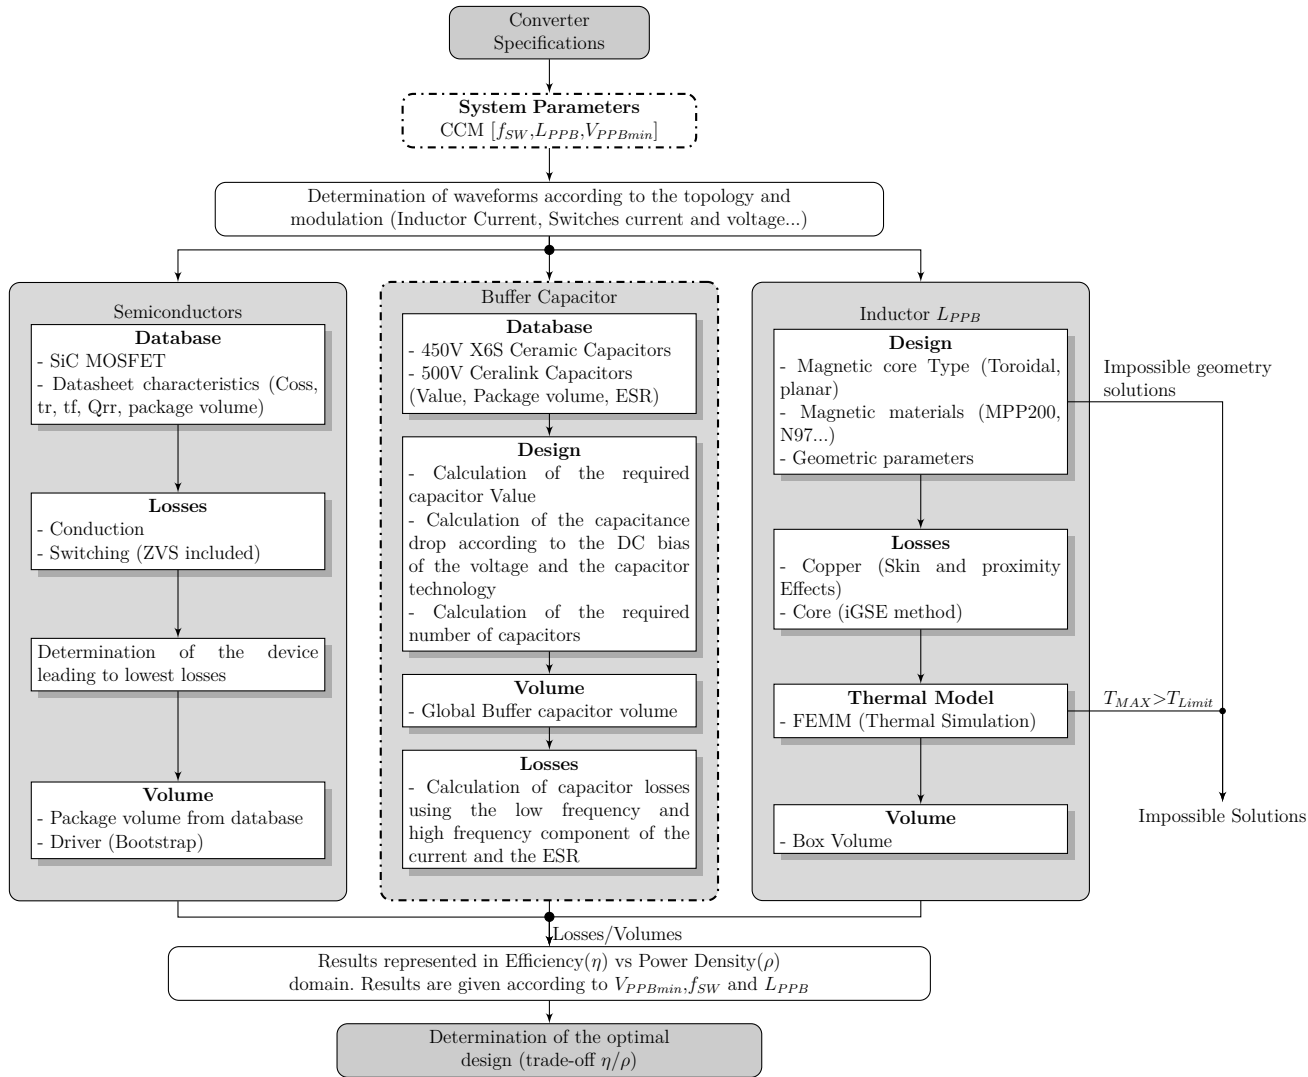 Converter
Specifications
System Parameters
CCM [f_SW,L_PPB,V_PPBmin]
Determination of waveforms according to the topology and
modulation (Inductor Current, Switches current and voltage...)
Semiconductors
Database
- SiC MOSFET
- Datasheet characteristics (Coss,
tr, tf, Qrr, package volume)
Losses
- Conduction
- Switching (ZVS included)
Determination of the device
leading to lowest losses
Volume
- Package volume from database
- Driver (Bootstrap)
Buffer Capacitor
Database
- 450V X6S Ceramic Capacitors
- 500V Ceralink Capacitors
(Value, Package volume, ESR)
Design
- Calculation of the required
capacitor Value
- Calculation of the capacitance
drop according to the DC bias
of the voltage and the capacitor
technology
- Calculation of the required
number of capacitors
Volume
- Global Buffer capacitor volume
Losses
- Calculation of capacitor losses
using the low frequency and
high frequency component of the
current and the ESR
Inductor L_PPB
Design
- Magnetic core Type (Toroidal,
planar)
- Magnetic materials (MPP200,
N97...)
- Geometric parameters
Losses
- Copper (Skin and proximity
Effects)
- Core (iGSE method)
Thermal Model
- FEMM (Thermal Simulation)
Volume
- Box Volume
Impossible geometry
solutions
T_MAX>T_Limit
Impossible Solutions
Losses/Volumes
Results represented in Efficiency(η) vs Power Density(ρ)
domain. Results are given according to V_PPBmin,f_SW and L_PPB
Determination of the optimal
design (trade-off η/ρ)